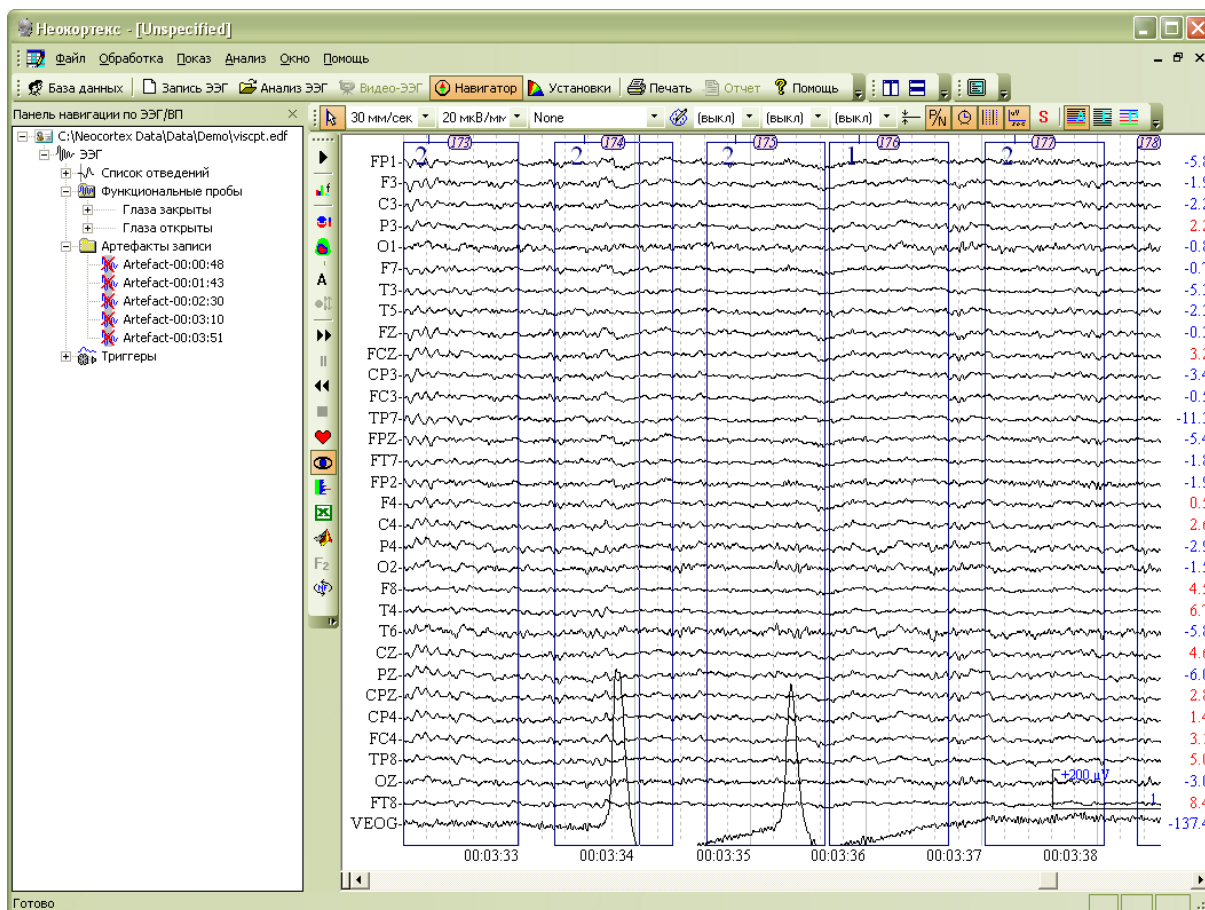 Неокортекс - [Unspecified]
Файл Обработка Показ Анализ Окно Помощь
База данных Запись ЭЭГ Анализ ЭЭГ Видео-ЭЭГ Навигатор Установки Печать Отчет Помощь
Панель навигации по ЭЭГ/ВП
30 мм/сек 20 мкВ/мм None (выкл) (выкл) (выкл) P/N S
C:\Neocortex Data\Data\Demo\viscpt.edf
ЭЭГ
Список отведений
Функциональные пробы
Глаза закрыты
Глаза открыты
Артефакты записи
Artefact-00:00:48
Artefact-00:01:43
Artefact-00:02:30
Artefact-00:03:10
Artefact-00:03:51
Триггеры
A
F2
173 174 175 176 177 178
2 2 2 1 2
FP1
F3
C3
P3
O1
F7
T3
T5
FZ
FCZ
CP3
FC3
TP7
FPZ
FT7
FP2
F4
C4
P4
O2
F8
T4
T6
CZ
PZ
CPZ
CP4
FC4
TP8
OZ
FT8
VEOG
+200 µV
1
00:03:33 00:03:34 00:03:35 00:03:36 00:03:37 00:03:38
Готово